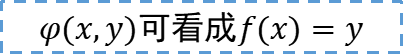 φ(x, y)可看成f(x) = y